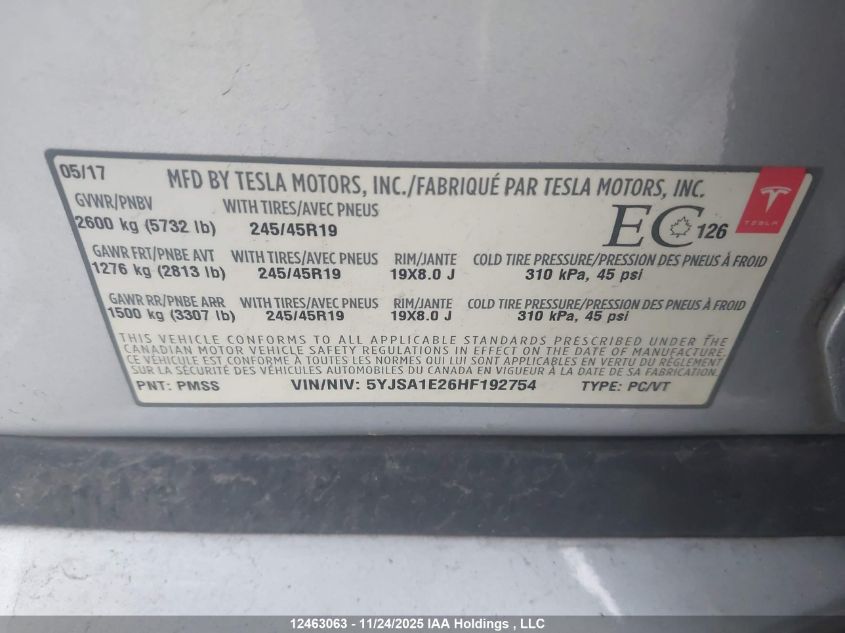 05/17
MFD BY TESLA MOTORS, INC./FABRIQUÉ PAR TESLA MOTORS, INC.
GVWR/PNBV WITH TIRES/AVEC PNEUS
2600 kg (5732 lb) 245/45R19
EC 126
TESLA
GAWR FRT/PNBE AVT WITH TIRES/AVEC PNEUS RIM/JANTE COLD TIRE PRESSURE/PRESSION DES PNEUS À FROID
1276 kg (2813 lb) 245/45R19 19X8.0 J 310 kPa, 45 psi
GAWR RR/PNBE ARR WITH TIRES/AVEC PNEUS RIM/JANTE COLD TIRE PRESSURE/PRESSION DES PNEUS À FROID
1500 kg (3307 lb) 245/45R19 19X8.0 J 310 kPa, 45 psi
THIS VEHICLE CONFORMS TO ALL APPLICABLE STANDARDS PRESCRIBED UNDER THE
CANADIAN MOTOR VEHICLE SAFETY REGULATIONS IN EFFECT ON THE DATE OF MANUFACTURE.
CE VÉHICULE EST CONFORME À TOUTES LES NORMES QUI LUI SONT APPLICABLES EN VERTU DU RÈGLEMENT
SUR LA SÉCURITÉ DES VÉHICULES AUTOMOBILES DU CANADA EN VIGUEUR À LA DATE DE SA FABRICATION.
PNT: PMSS VIN/NIV: 5YJSA1E26HF192754 TYPE: PC/VT
12463063 - 11/24/2025 IAA Holdings , LLC